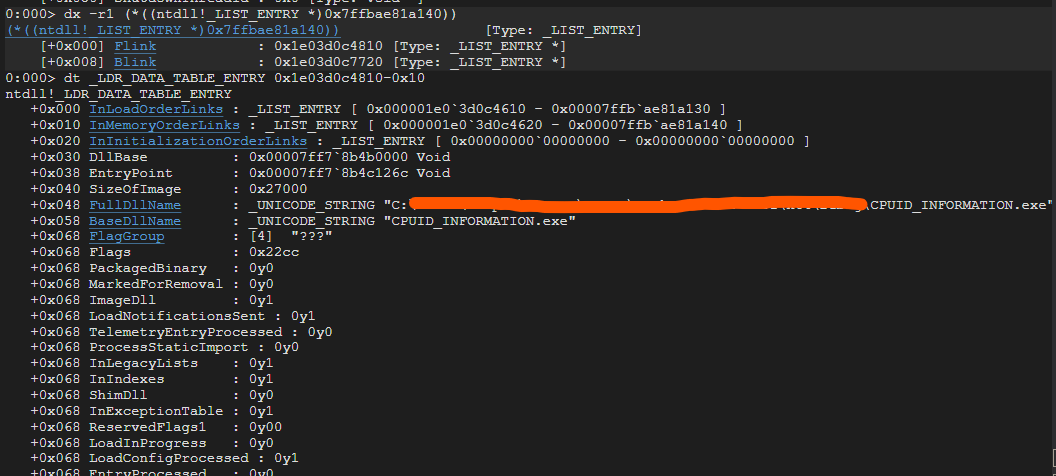 0:000> dx -r1 (*((ntdll!_LIST_ENTRY *)0x7ffbae81a140))
(*((ntdll!_LIST_ENTRY *)0x7ffbae81a140)) [Type: _LIST_ENTRY]
[+0x000] Flink : 0x1e03d0c4810 [Type: _LIST_ENTRY *]
[+0x008] Blink : 0x1e03d0c7720 [Type: _LIST_ENTRY *]
0:000> dt _LDR_DATA_TABLE_ENTRY 0x1e03d0c4810-0x10
ntdll!_LDR_DATA_TABLE_ENTRY
+0x000 InLoadOrderLinks : _LIST_ENTRY [ 0x000001e0`3d0c4610 - 0x00007ffb`ae81a130 ]
+0x010 InMemoryOrderLinks : _LIST_ENTRY [ 0x000001e0`3d0c4620 - 0x00007ffb`ae81a140 ]
+0x020 InInitializationOrderLinks : _LIST_ENTRY [ 0x00000000`00000000 - 0x00000000`00000000 ]
+0x030 DllBase : 0x00007ff7`8b4b0000 Void
+0x038 EntryPoint : 0x00007ff7`8b4c126c Void
+0x040 SizeOfImage : 0x27000
+0x048 FullDllName : _UNICODE_STRING "C: \CPUID_INFORMATION.exe"
+0x058 BaseDllName : _UNICODE_STRING "CPUID_INFORMATION.exe"
+0x068 FlagGroup : [4] "???"
+0x068 Flags : 0x22cc
+0x068 PackagedBinary : 0y0
+0x068 MarkedForRemoval : 0y0
+0x068 ImageDll : 0y1
+0x068 LoadNotificationsSent : 0y1
+0x068 TelemetryEntryProcessed : 0y0
+0x068 ProcessStaticImport : 0y0
+0x068 InLegacyLists : 0y1
+0x068 InIndexes : 0y1
+0x068 ShimDll : 0y0
+0x068 InExceptionTable : 0y1
+0x068 ReservedFlags1 : 0y00
+0x068 LoadInProgress : 0y0
+0x068 LoadConfigProcessed : 0y1
+0x068 EntryProcessed : 0y0